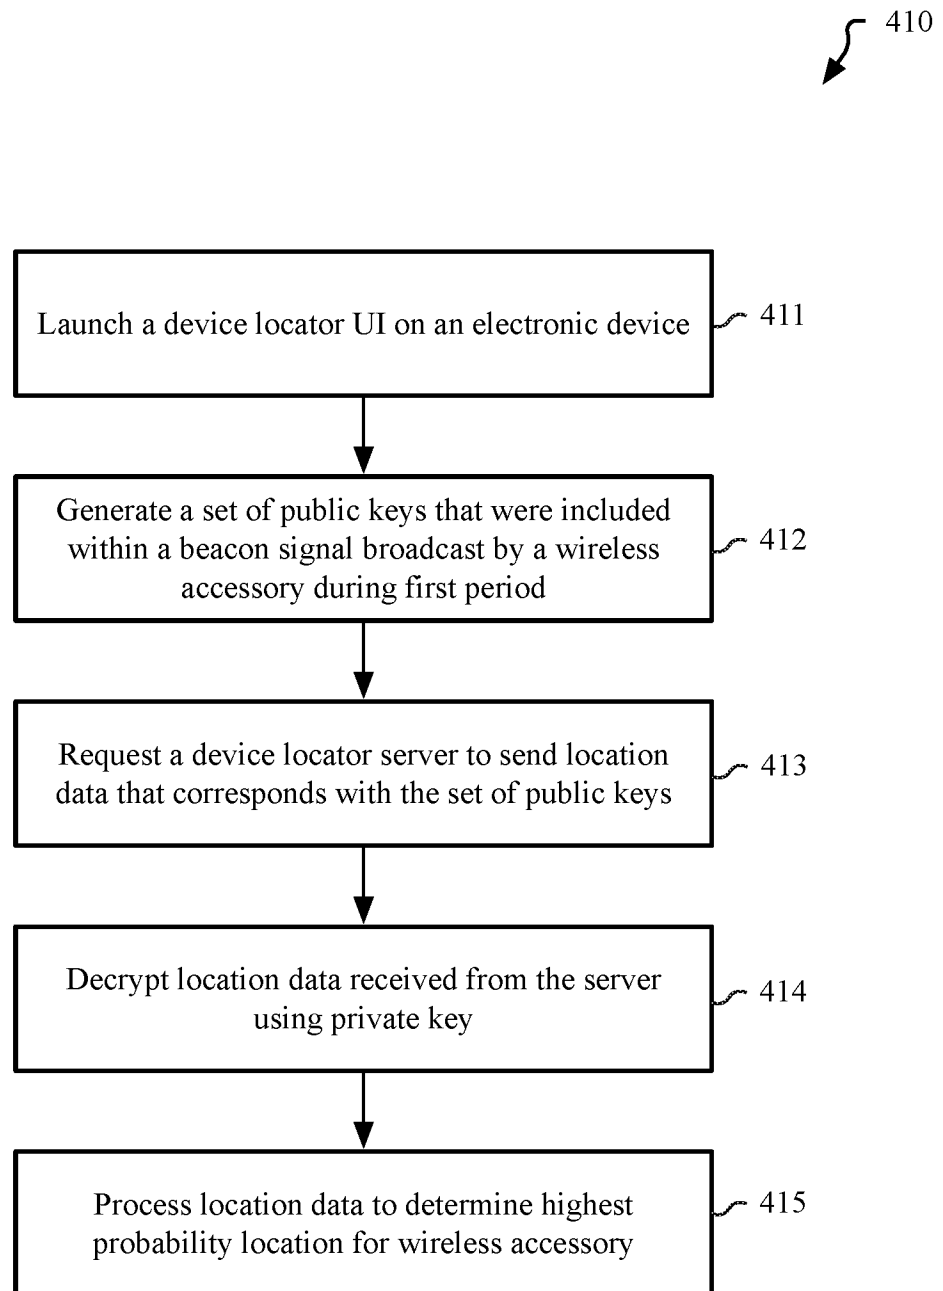 410
Launch a device locator UI on an electronic device
411
Generate a set of public keys that were included
within a beacon signal broadcast by a wireless
accessory during first period
412
Request a device locator server to send location
data that corresponds with the set of public keys
413
Decrypt location data received from the server
using private key
414
Process location data to determine highest
probability location for wireless accessory
415